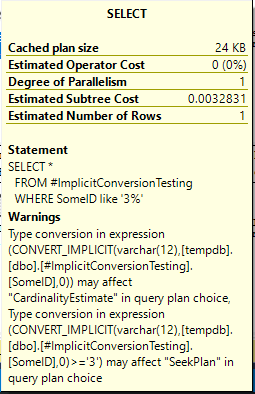 SELECT
Cached plan size 24 KB
Estimated Operator Cost 0 (0%)
Degree of Parallelism 1
Estimated Subtree Cost 0.0032831
Estimated Number of Rows 1
Statement
SELECT *
FROM #ImplicitConversionTesting
WHERE SomeID like '3%'
Warnings
Type conversion in expression
(CONVERT_IMPLICIT(varchar(12),[tempdb].
[dbo].[#ImplicitConversionTesting].
[SomeID],0)) may affect
"CardinalityEstimate" in query plan choice,
Type conversion in expression
(CONVERT_IMPLICIT(varchar(12),[tempdb].
[dbo].[#ImplicitConversionTesting].
[SomeID],0)>='3') may affect "SeekPlan" in
query plan choice